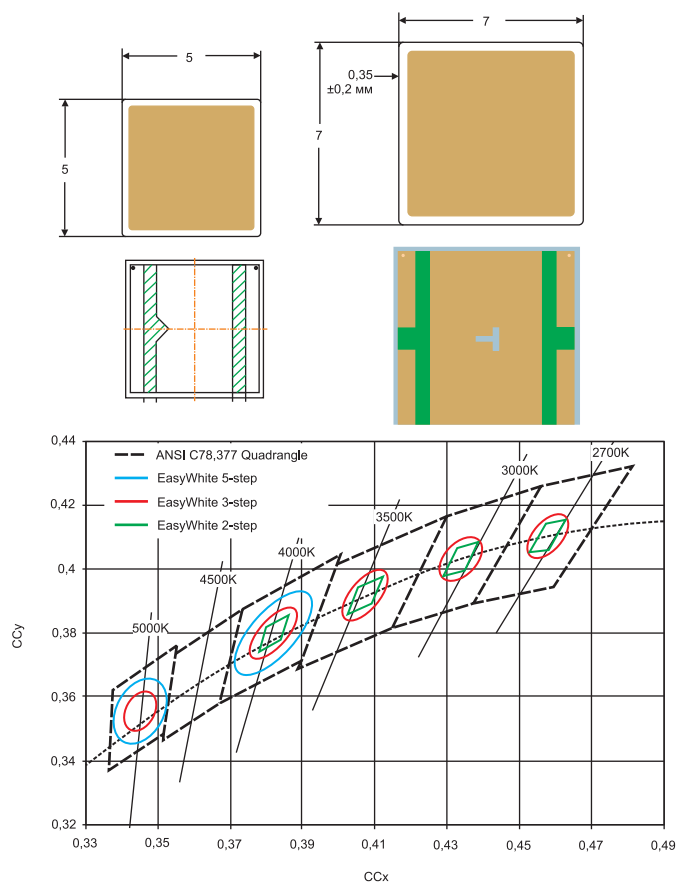 7
5
0,35
±0,2 мм
5
7
0,44
ANSI C78,377 Quadrangle
EasyWhite 5-step
EasyWhite 3-step
EasyWhite 2-step
2700K
3000K
3500K
4000K
4500K
5000K
0,42
0,4
0,38
0,36
0,34
0,32
CCy
0,33
0,35
0,37
0,39
0,41
0,43
0,45
0,47
0,49
CCx